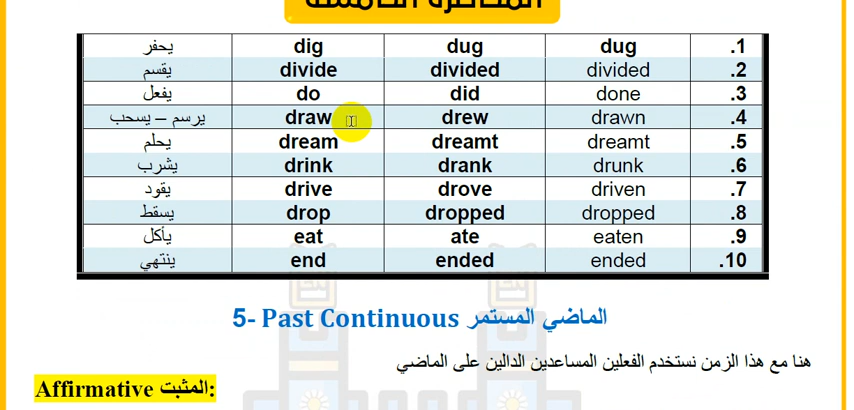 المحاضرة الخامسة
يحفر dig dug dug .1
يقسم divide divided divided .2
يفعل do did done .3
يرسم – يسحب draw drew drawn .4
يحلم dream dreamt dreamt .5
يشرب drink drank drunk .6
يقود drive drove driven .7
يسقط drop dropped dropped .8
يأكل eat ate eaten .9
ينتهي end ended ended .10
5- Past Continuous الماضي المستمر
هنا مع هذا الزمن نستخدم الفعلين المساعدين الدالين على الماضي
Affirmative المثبت: